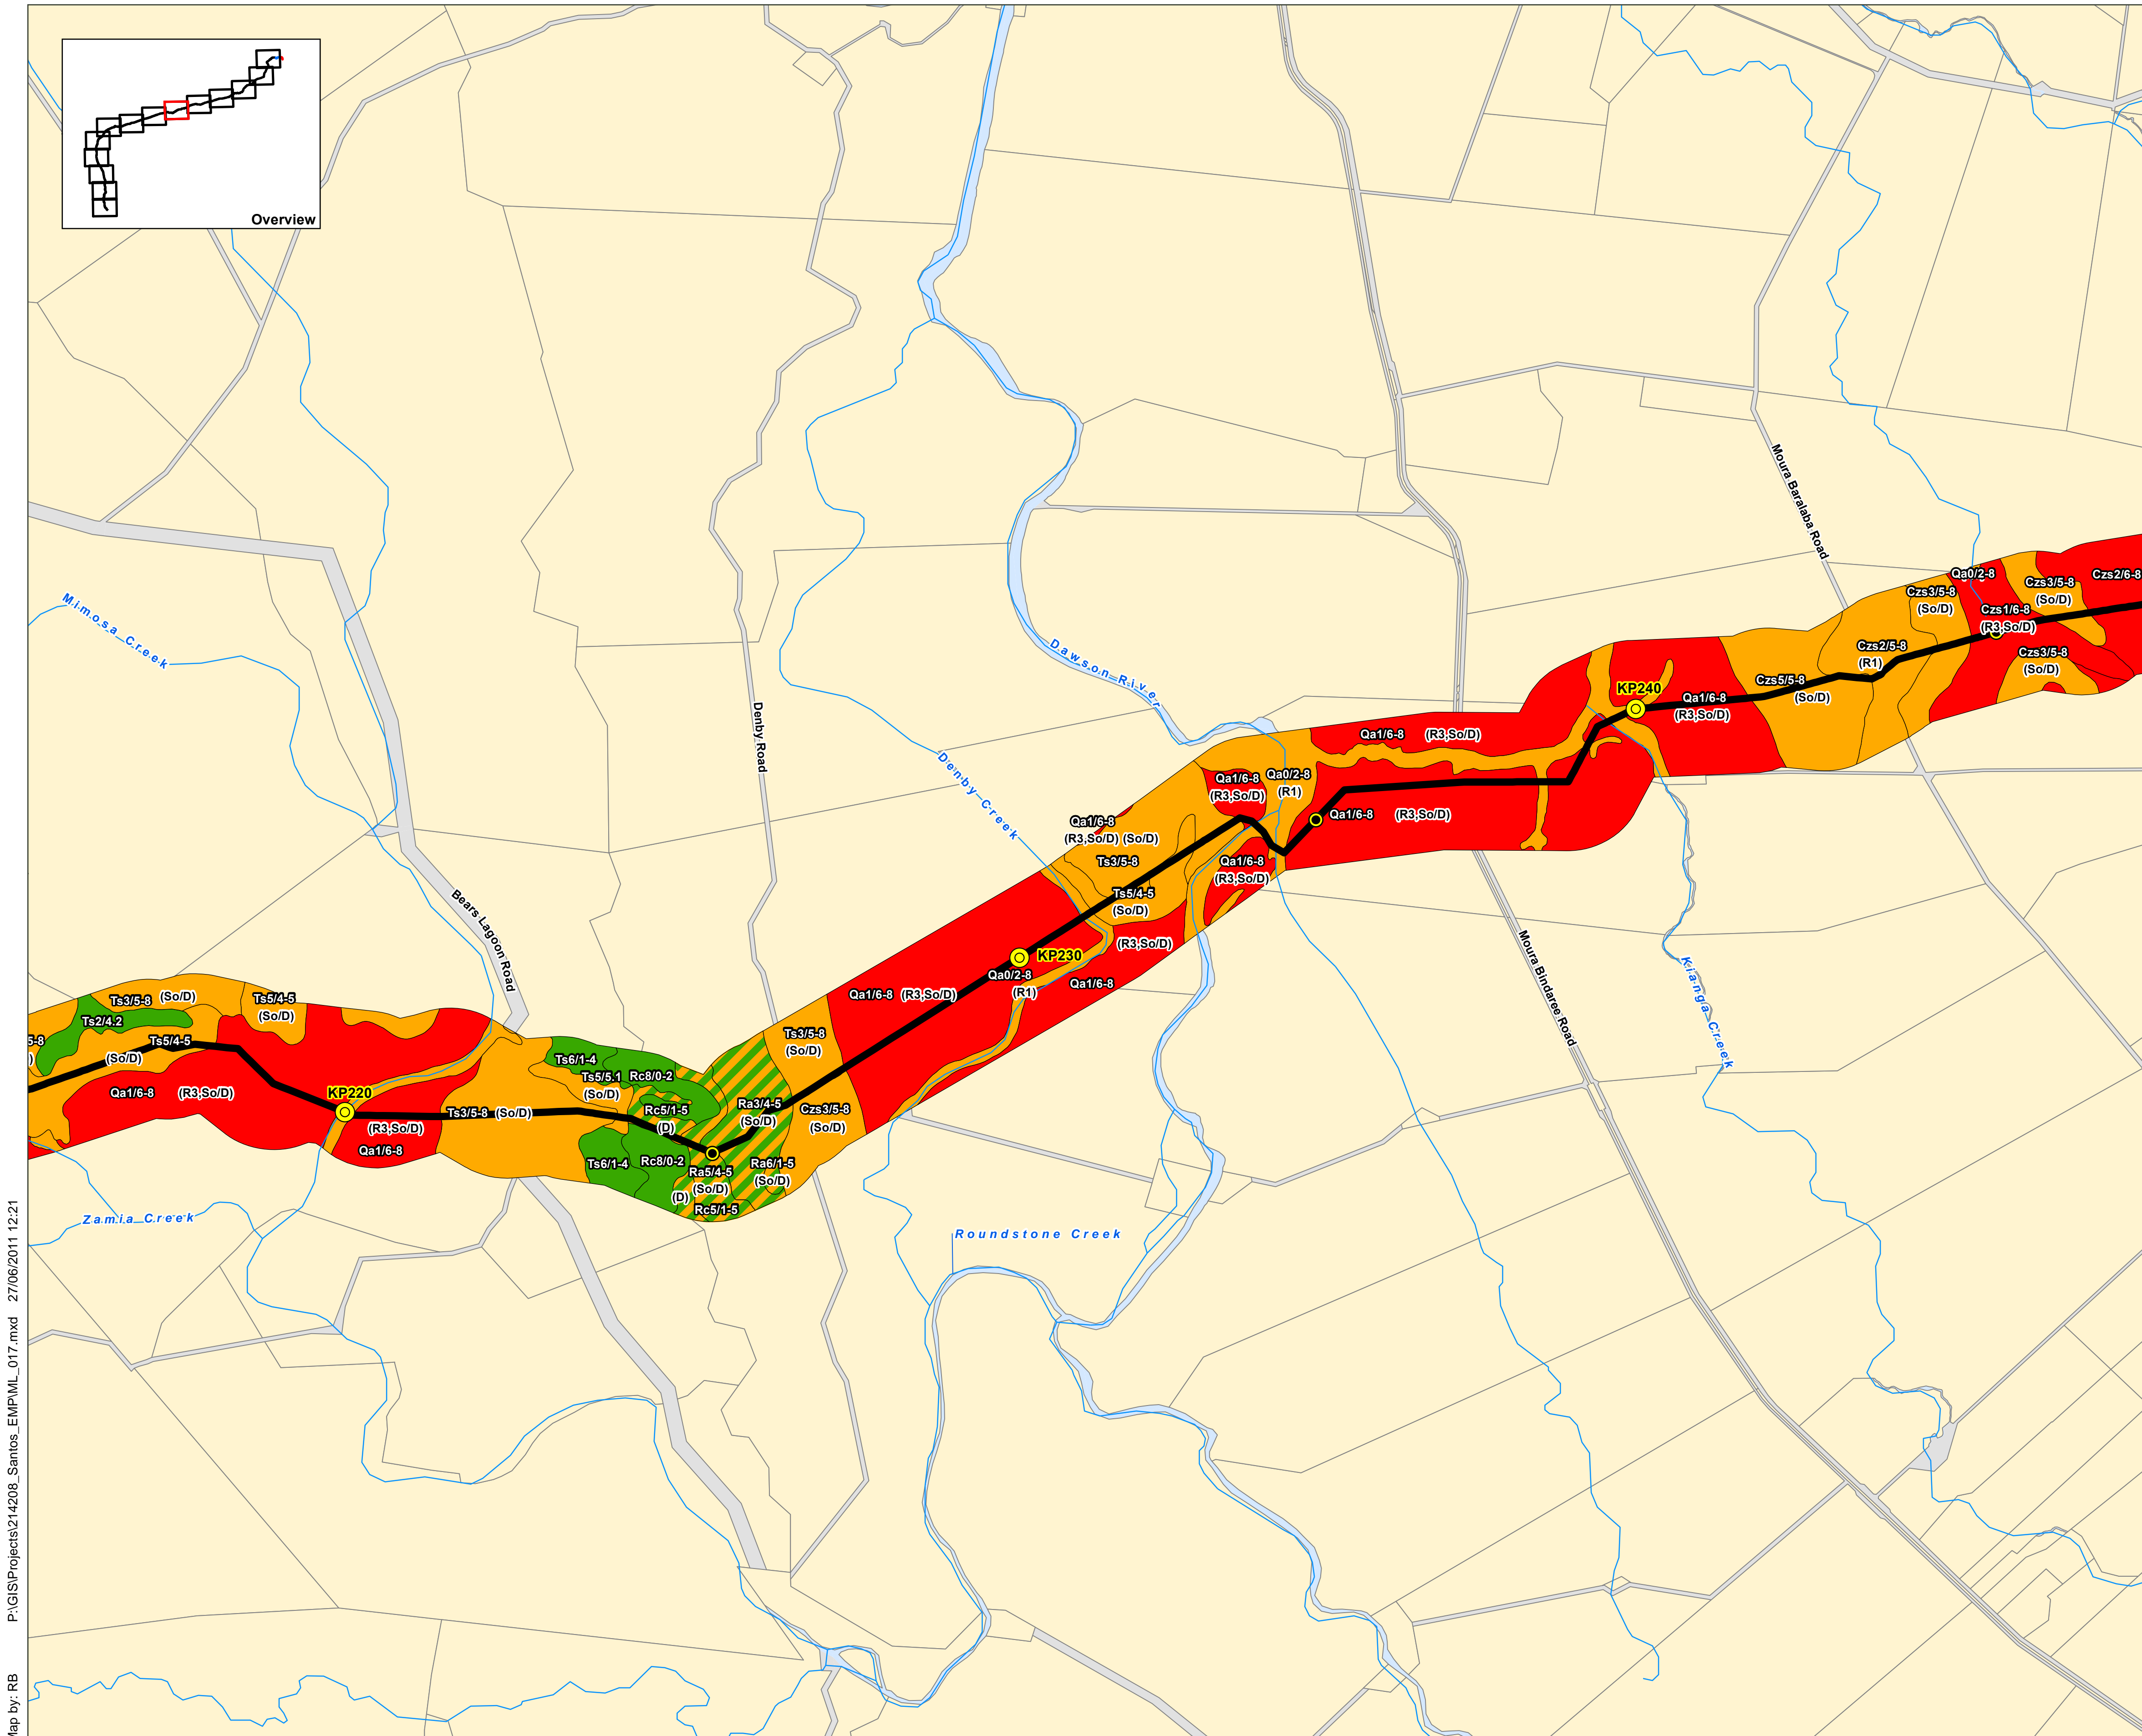 Overview
Moura Baralaba Road
Mimosa Creek
Dawson River
Denby Road
Denby Creek
Bears Lagoon Road
Moura Bindaree Road
Kianga Creek
Zamia Creek
Roundstone Creek
5-8
)
Ts3/5-8 (So/D)
Ts2/4.2
Ts5/4-5
(So/D)
Ts5/4-5
(So/D)
Qa1/6-8 (R3,So/D)
KP220
(R3,So/D)
Qa1/6-8
Ts3/5-8 (So/D)
Ts6/1-4
Ts5/5.1
(So/D)
Rc8/0-2
Rc5/1-5
(D)
Ts6/1-4
Rc8/0-2
Ra3/4-5
(So/D)
Ra5/4-5
(So/D)
(D)
Rc5/1-5
Ra6/1-5
(So/D)
Ts3/5-8
(So/D)
Czs3/5-8
(So/D)
Qa1/6-8 (R3,So/D)
KP230
Qa0/2-8
(R1)
Qa1/6-8
(R3,So/D)
Qa1/6-8
(R3,So/D) (So/D)
Ts3/5-8
Ts5/4-5
(So/D)
Qa1/6-8
(R3,So/D)
Qa0/2-8
(R1)
Qa1/6-8
(R3,So/D)
Qa1/6-8 (R3,So/D)
Qa1/6-8 (R3,So/D)
KP240
Qa1/6-8
(R3,So/D)
Czs5/5-8
(So/D)
Czs2/5-8
(R1)
Czs3/5-8
(So/D)
Qa0/2-8
Czs1/6-8
(R3,So/D)
Czs3/5-8
(So/D)
Czs3/5-8
(So/D)
Czs2/6-8
Map by: RB P:\GIS\Projects\214208_Santos_EMP\ML_017.mxd 27/06/2011 12:21